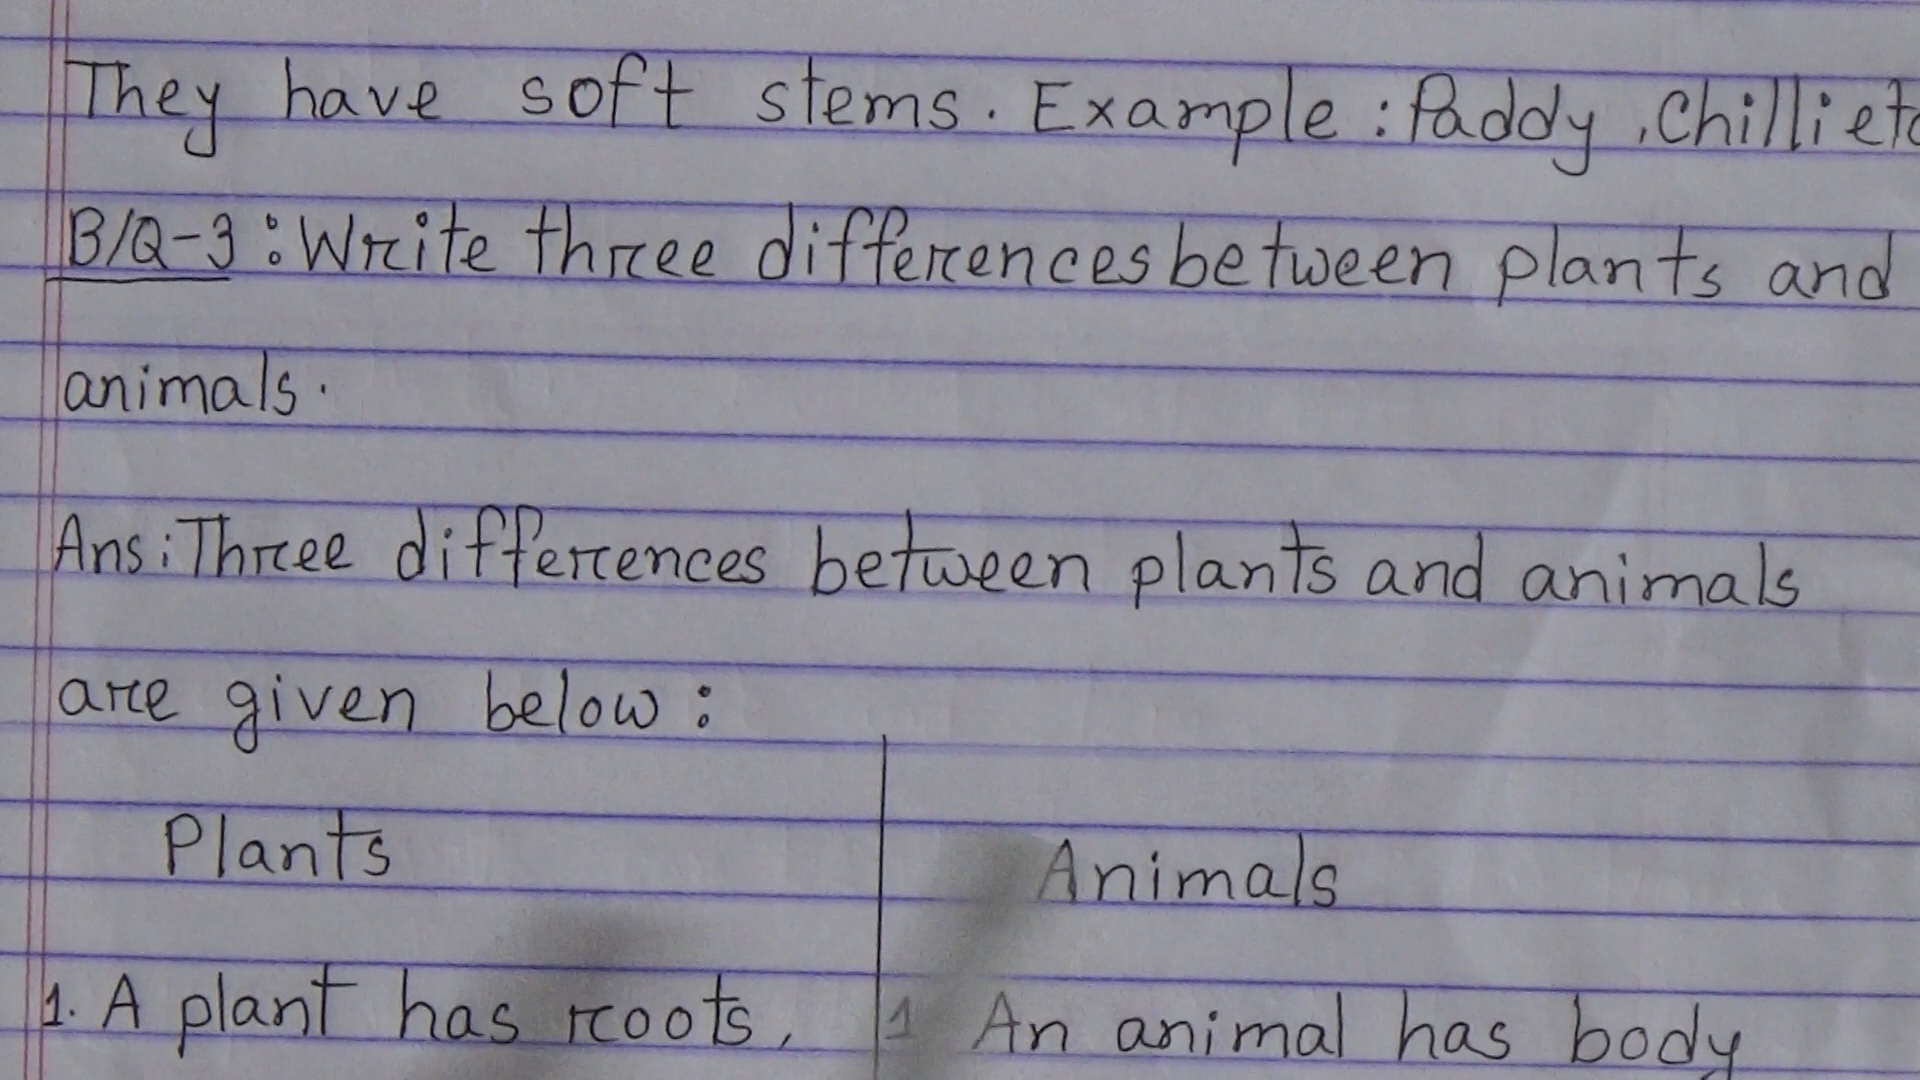 They have soft stems. Example: Paddy, Chilli etc
B/Q-3: Write three differences between plants and
animals.
Ans: Three differences between plants and animals
are given below:
Plants
Animals
1. A plant has roots,
1 An animal has body